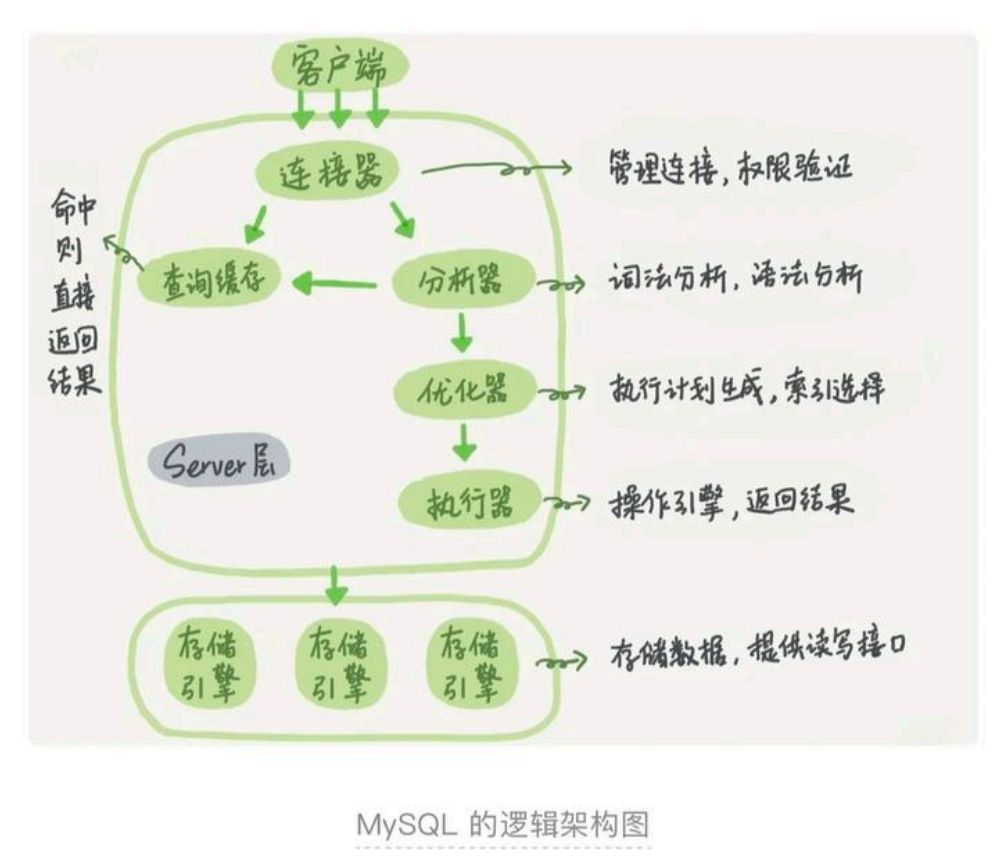 客户端
连接器
管理连接，权限验证
命中
则
直接
返回
结果
查询缓存
分析器
词法分析，语法分析
优化器
执行计划生成，索引选择
Server层
执行器
操作引擎，返回结果
存储
引擎
存储
引擎
存储
引擎
存储数据，提供读写接口
MySQL 的逻辑架构图